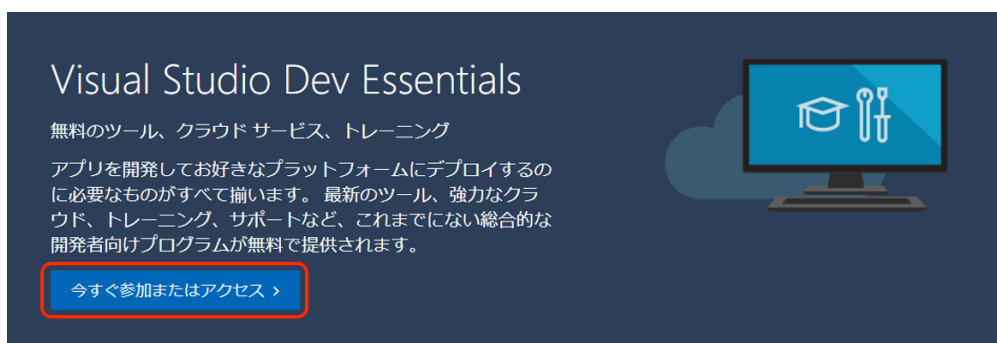 Visual Studio Dev Essentials
無料のツール、クラウド サービス、トレーニング
アプリを開発してお好きなプラットフォームにデプロイするの
に必要なものがすべて揃います。 最新のツール、強力なクラ
ウド、トレーニング、サポートなど、これまでにない総合的な
開発者向けプログラムが無料で提供されます。
今すぐ参加またはアクセス ›